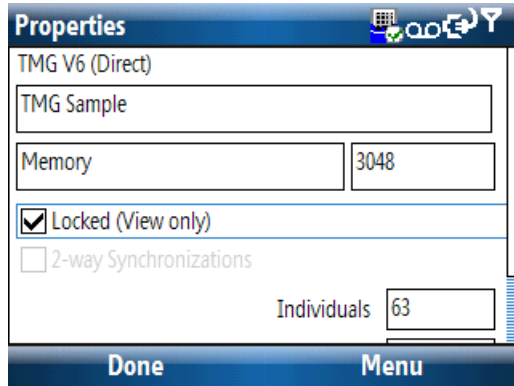 Properties
TMG V6 (Direct)
TMG Sample
Memory 3048
Locked (View only)
2-way Synchronizations
Individuals 63
Done Menu